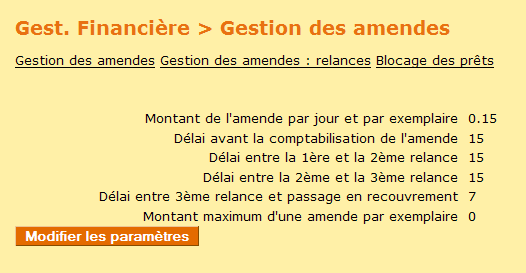 Gest. Financière > Gestion des amendes
Gestion des amendes Gestion des amendes : relances Blocage des prêts
Montant de l'amende par jour et par exemplaire 0.15
Délai avant la comptabilisation de l'amende 15
Délai entre la 1ère et la 2ème relance 15
Délai entre la 2ème et la 3ème relance 15
Délai entre 3ème relance et passage en recouvrement 7
Montant maximum d'une amende par exemplaire 0
Modifier les paramètres